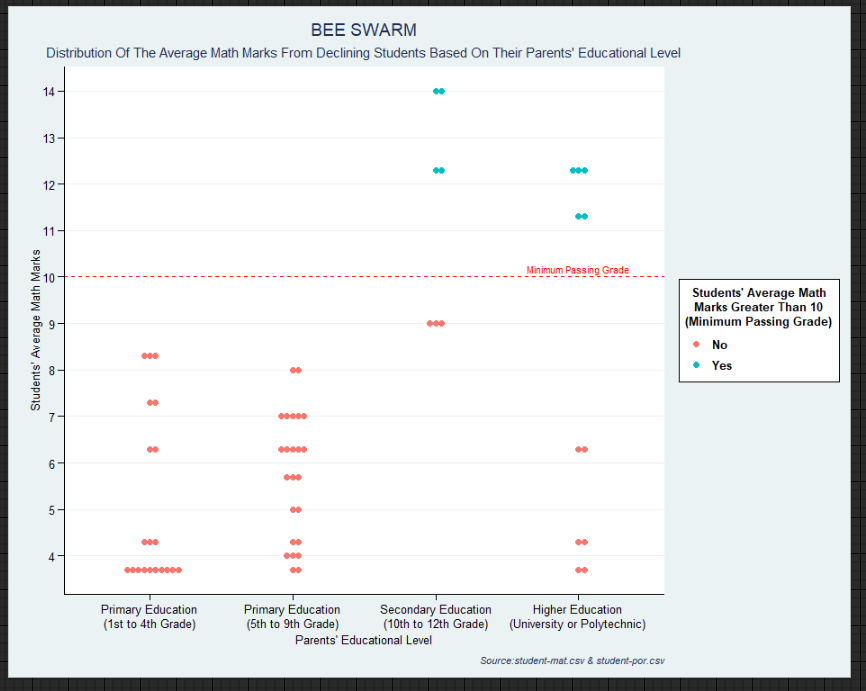 BEE SWARM
Distribution Of The Average Math Marks From Declining Students Based On Their Parents' Educational Level
Students' Average Math Marks
14
13
12
11
10
9
8
7
6
5
4
Minimum Passing Grade
Primary Education
(1st to 4th Grade)
Primary Education
(5th to 9th Grade)
Secondary Education
(10th to 12th Grade)
Higher Education
(University or Polytechnic)
Parents' Educational Level
Students' Average Math
Marks Greater Than 10
(Minimum Passing Grade)
No
Yes
Source:student-mat.csv & student-por.csv